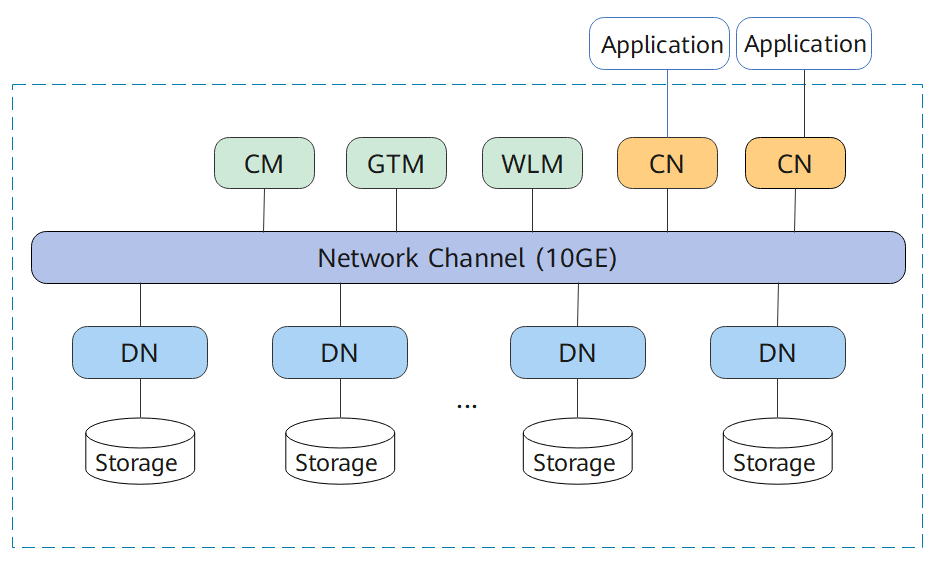 Application Application
CM GTM WLM CN CN
Network Channel (10GE)
DN DN DN DN
...
Storage Storage Storage Storage